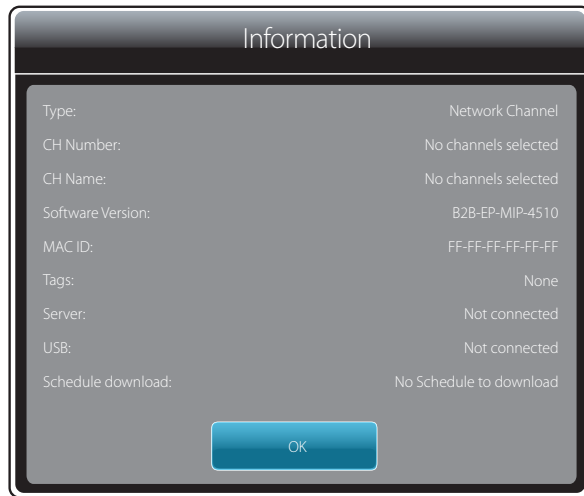 Information
Type: Network Channel
CH Number: No channels selected
CH Name: No channels selected
Software Version: B2B-EP-MIP-4510
MAC ID: FF-FF-FF-FF-FF-FF
Tags: None
Server: Not connected
USB: Not connected
Schedule download: No Schedule to download
OK